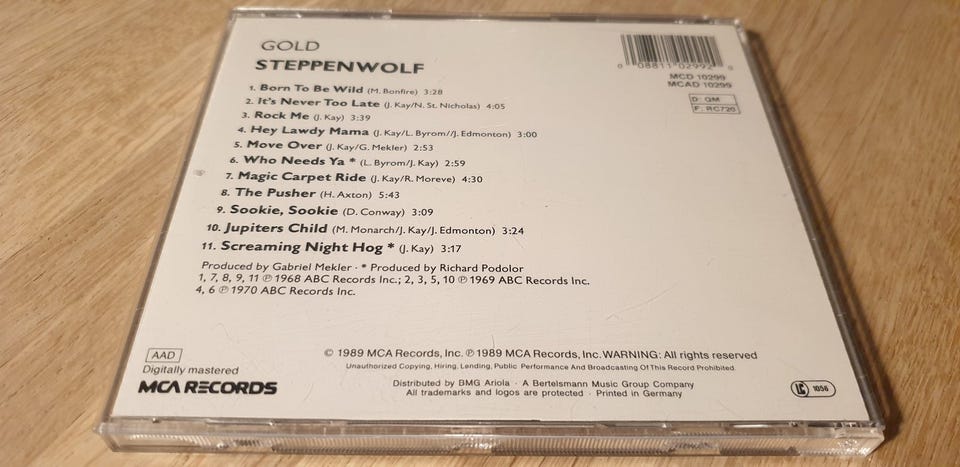 GOLD
STEPPENWOLF
1. Born To Be Wild (M. Bonfire) 3:28
2. It's Never Too Late (J. Kay/N. St. Nicholas) 4:05
3. Rock Me (J. Kay) 3:39
4. Hey Lawdy Mama (J. Kay/L. Byrom//J. Edmonton) 3:00
5. Move Over (J. Kay/G. Mekler) 2:53
6. Who Needs Ya * (L. Byrom/J. Kay) 2:59
7. Magic Carpet Ride (J. Kay/R. Moreve) 4:30
8. The Pusher (H. Axton) 5:43
9. Sookie, Sookie (D. Conway) 3:09
10. Jupiters Child (M. Monarch/J. Kay/J. Edmonton) 3:24
11. Screaming Night Hog * (J. Kay) 3:17
Produced by Gabriel Mekler · * Produced by Richard Podolor
1, 7, 8, 9, 11 ℗ 1968 ABC Records Inc.; 2, 3, 5, 10 ℗ 1969 ABC Records Inc.
4, 6 ℗ 1970 ABC Records Inc.
0 08811 02992 0
MCD 10299
MCAD 10299
D: QM
F: RC720
AAD
Digitally mastered
MCA RECORDS
© 1989 MCA Records, Inc. ℗ 1989 MCA Records, Inc. WARNING: All rights reserved
Unauthorized Copying, Hiring, Lending, Public Performance And Broadcasting Of This Record Prohibited.
Distributed by BMG Ariola · A Bertelsmann Music Group Company
All trademarks and logos are protected · Printed in Germany
LC 1056